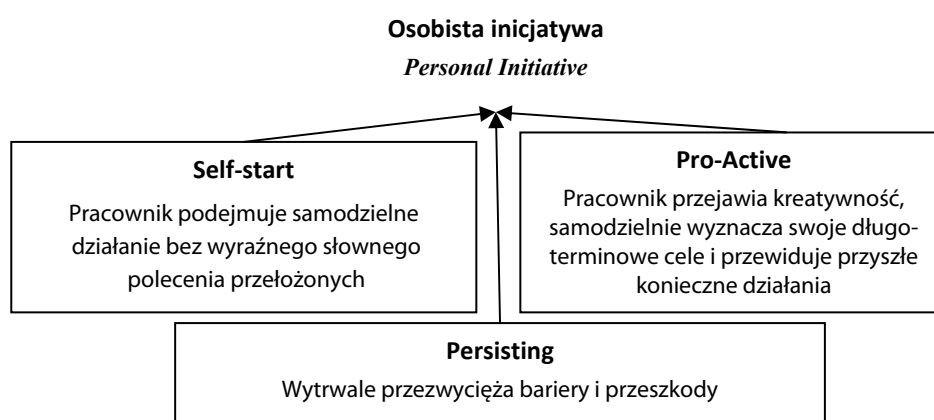 Osobista inicjatywa
Personal Initiative
Self-start
Pracownik podejmuje samodzielne
działanie bez wyraźnego słownego
polecenia przełożonych
Pro-Active
Pracownik przejawia kreatywność,
samodzielnie wyznacza swoje długo-
terminowe cele i przewiduje przyszłe
konieczne działania
Persisting
Wytrwale przezwycięża bariery i przeszkody